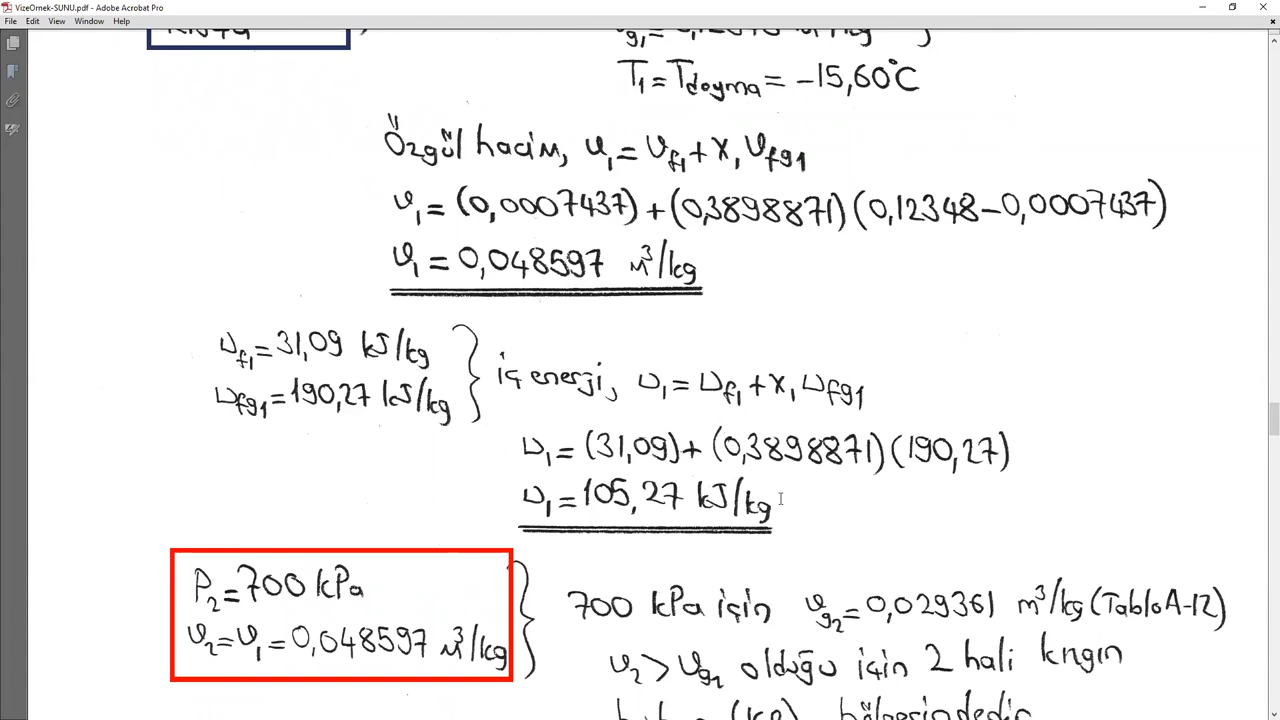 VizeOrnek-SUNU.pdf - Adobe Acrobat Pro
File Edit View Window Help
T₁ = Tdoyma = -15,60°C
Özgül hacim, υ₁ = υf₁ + x₁υfg1
υ₁ = (0,0007437) + (0,3898871)(0,12348-0,0007437)
υ₁ = 0,048597 m³/kg
uf₁ = 31,09 kJ/kg
ufg1 = 190,27 kJ/kg
iç enerji, u₁ = uf₁ + x₁ufg1
u₁ = (31,09) + (0,3898871)(190,27)
u₁ = 105,27 kJ/kg
P₂ = 700 kPa
υ₂ = υ₁ = 0,048597 m³/kg
700 kPa için υg₂ = 0,029361 m³/kg (Tablo A-12)
υ₂ > υg₂ olduğu için 2 hali kızgın